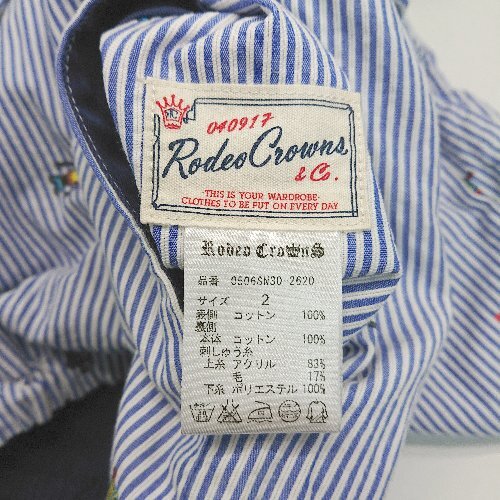 RC
040917
Rodeo Crowns
& Co.
THIS IS YOUR WARDROBE-
CLOTHES TO BE PUT ON EVERY DAY
Rodeo CrownS
品番 0506SN30-2620
サイズ 2
表側 コットン 100%
裏側
本体 コットン 100%
刺しゅう糸
上糸 アクリル 83%
毛 17%
下糸 ポリエステル 100%